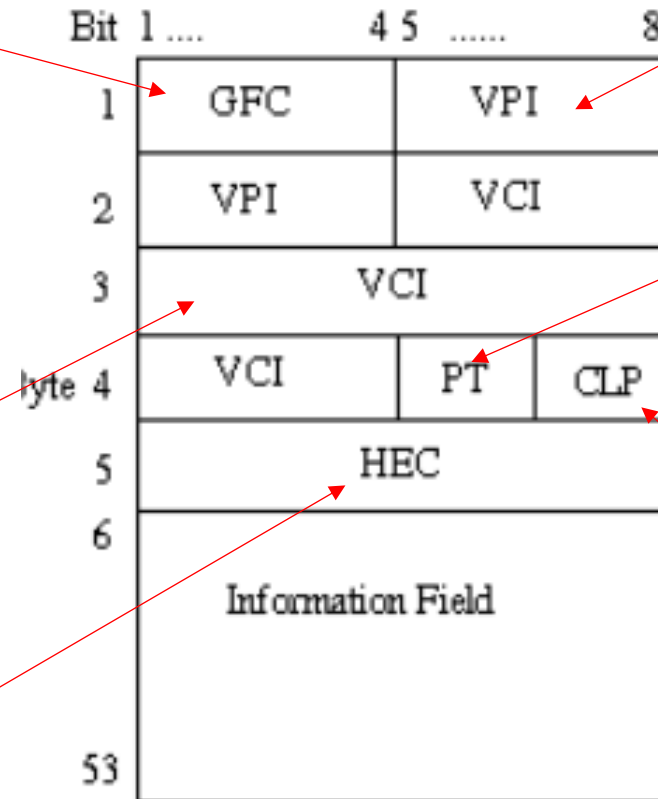 Bit 1 .... 4 5 ...... 8
1 GFC VPI
2 VPI VCI
3 VCI
yte 4 VCI PT CLP
5 HEC
6
Information Field
53